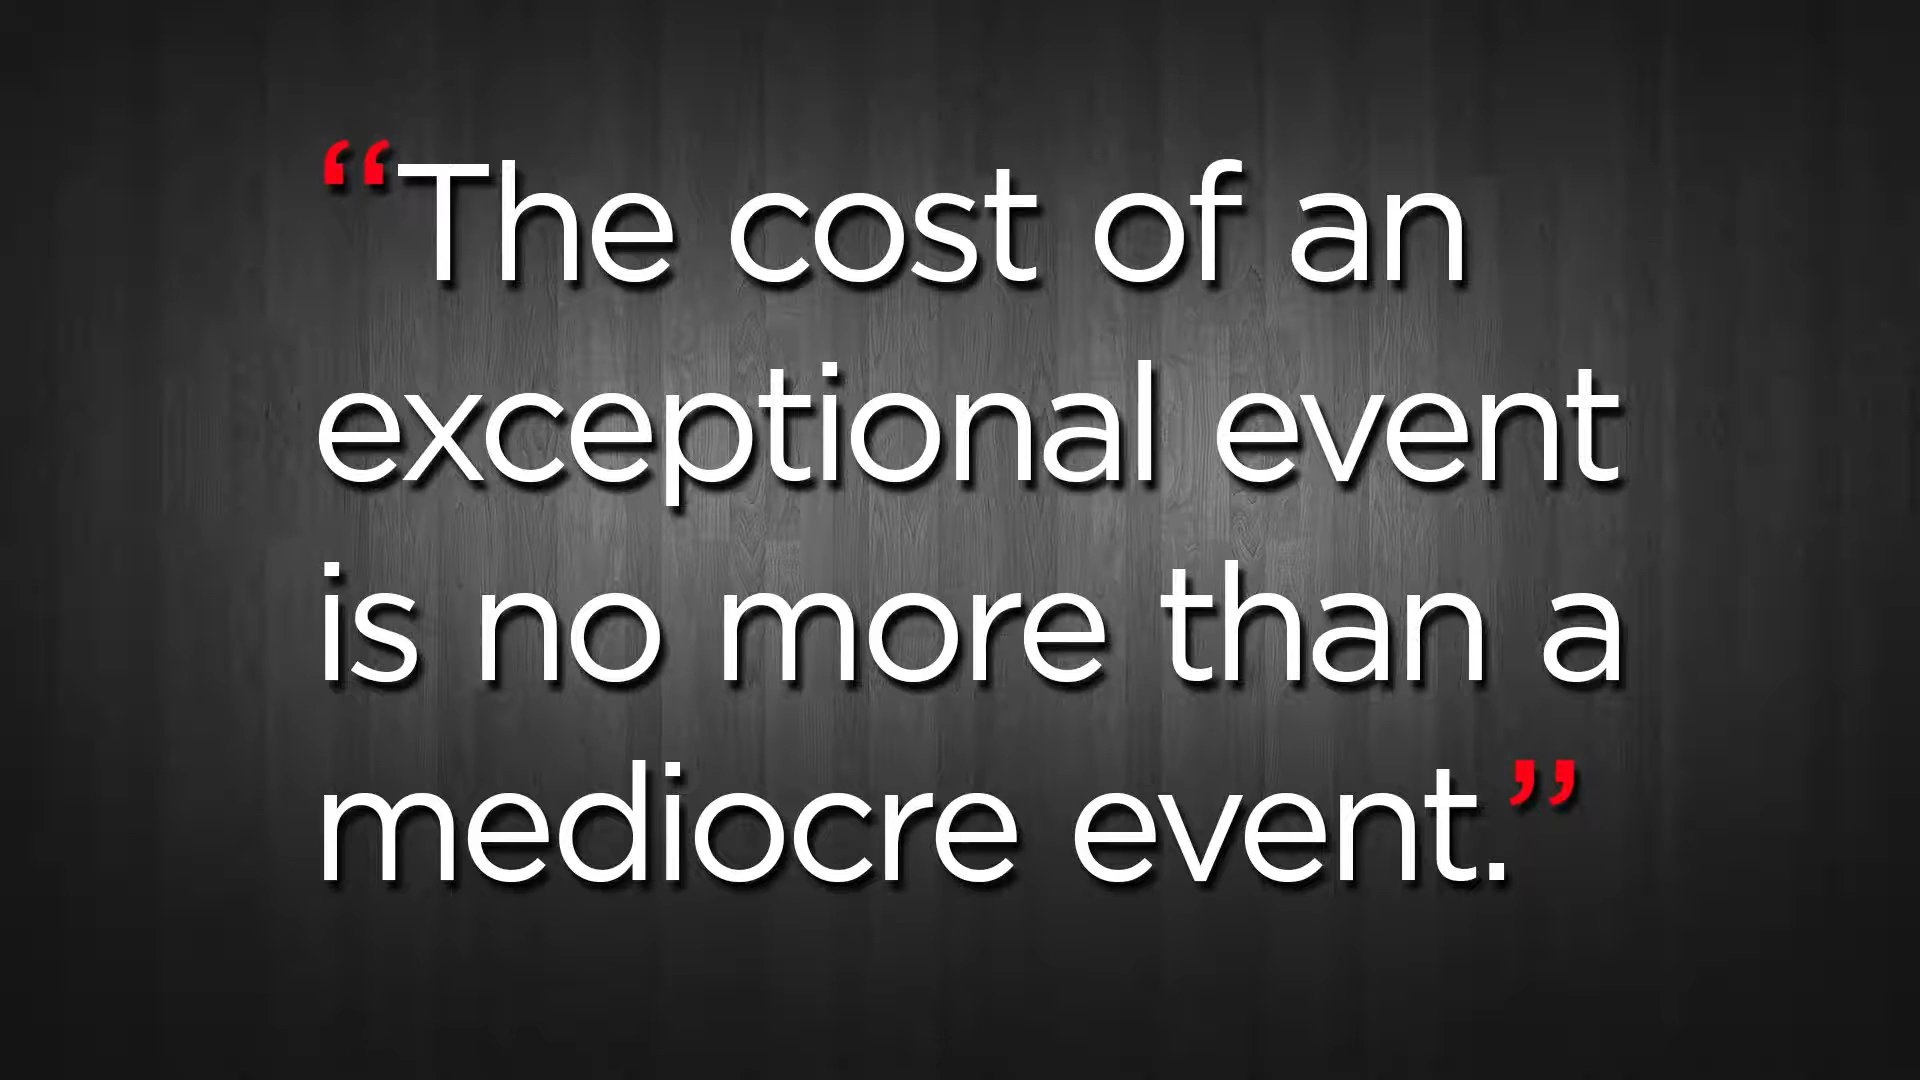 “The cost of an
exceptional event
is no more than a
mediocre event.”